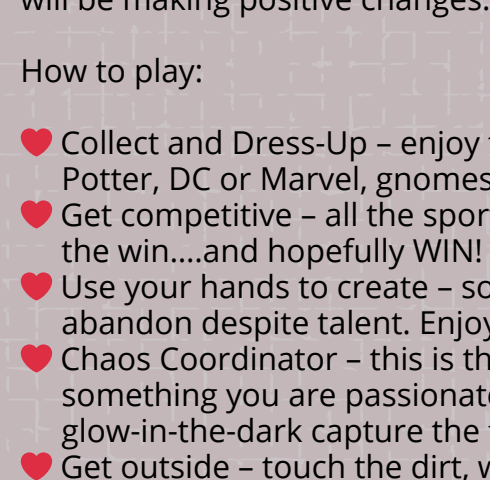 will be making positive changes.
How to play:
Collect and Dress-Up – enjoy
Potter, DC or Marvel, gnomes
Get competitive – all the spor
the win....and hopefully WIN!
Use your hands to create – so
abandon despite talent. Enjoy
Chaos Coordinator – this is th
something you are passionat
glow-in-the-dark capture the
Get outside – touch the dirt, w